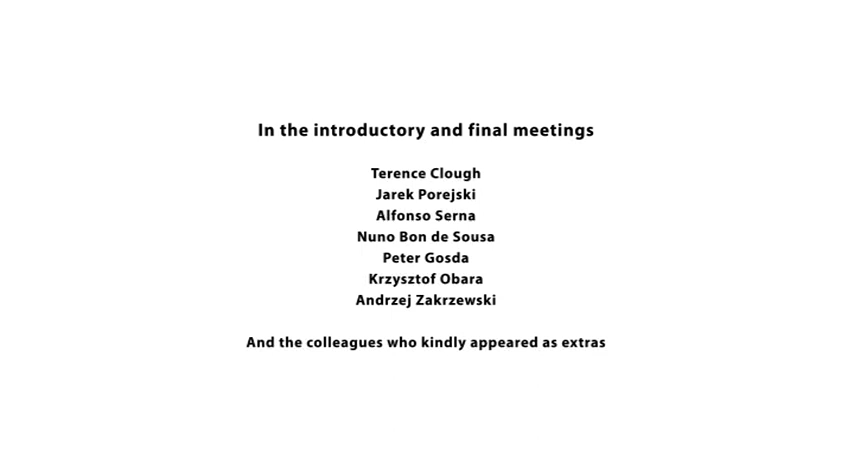 In the introductory and final meetings
Terence Clough
Jarek Porejski
Alfonso Serna
Nuno Bon de Sousa
Peter Gosda
Krzysztof Obara
Andrzej Zakrzewski
And the colleagues who kindly appeared as extras